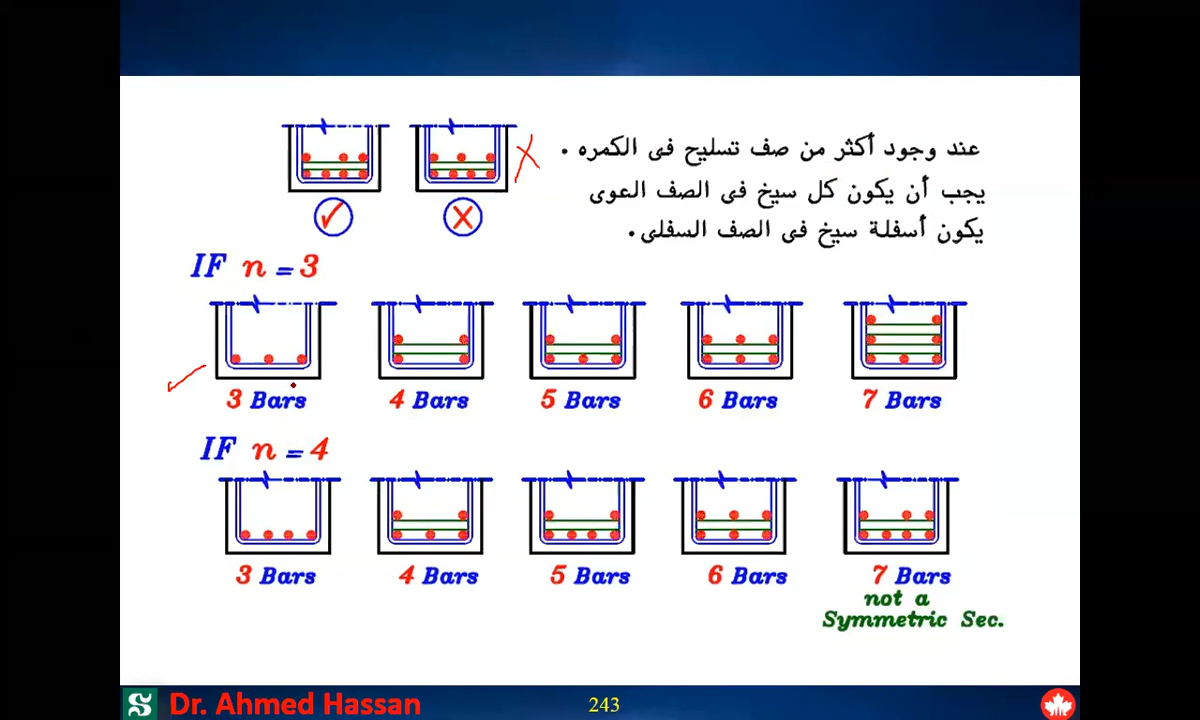 عند وجود أكثر من صف تسليح فى الكمره .
يجب أن يكون كل سيخ فى الصف العوى
يكون أسفلة سيخ فى الصف السفلى.
IF n = 3
3 Bars 4 Bars 5 Bars 6 Bars 7 Bars
IF n = 4
3 Bars 4 Bars 5 Bars 6 Bars 7 Bars
not a
Symmetric Sec.
Dr. Ahmed Hassan 243